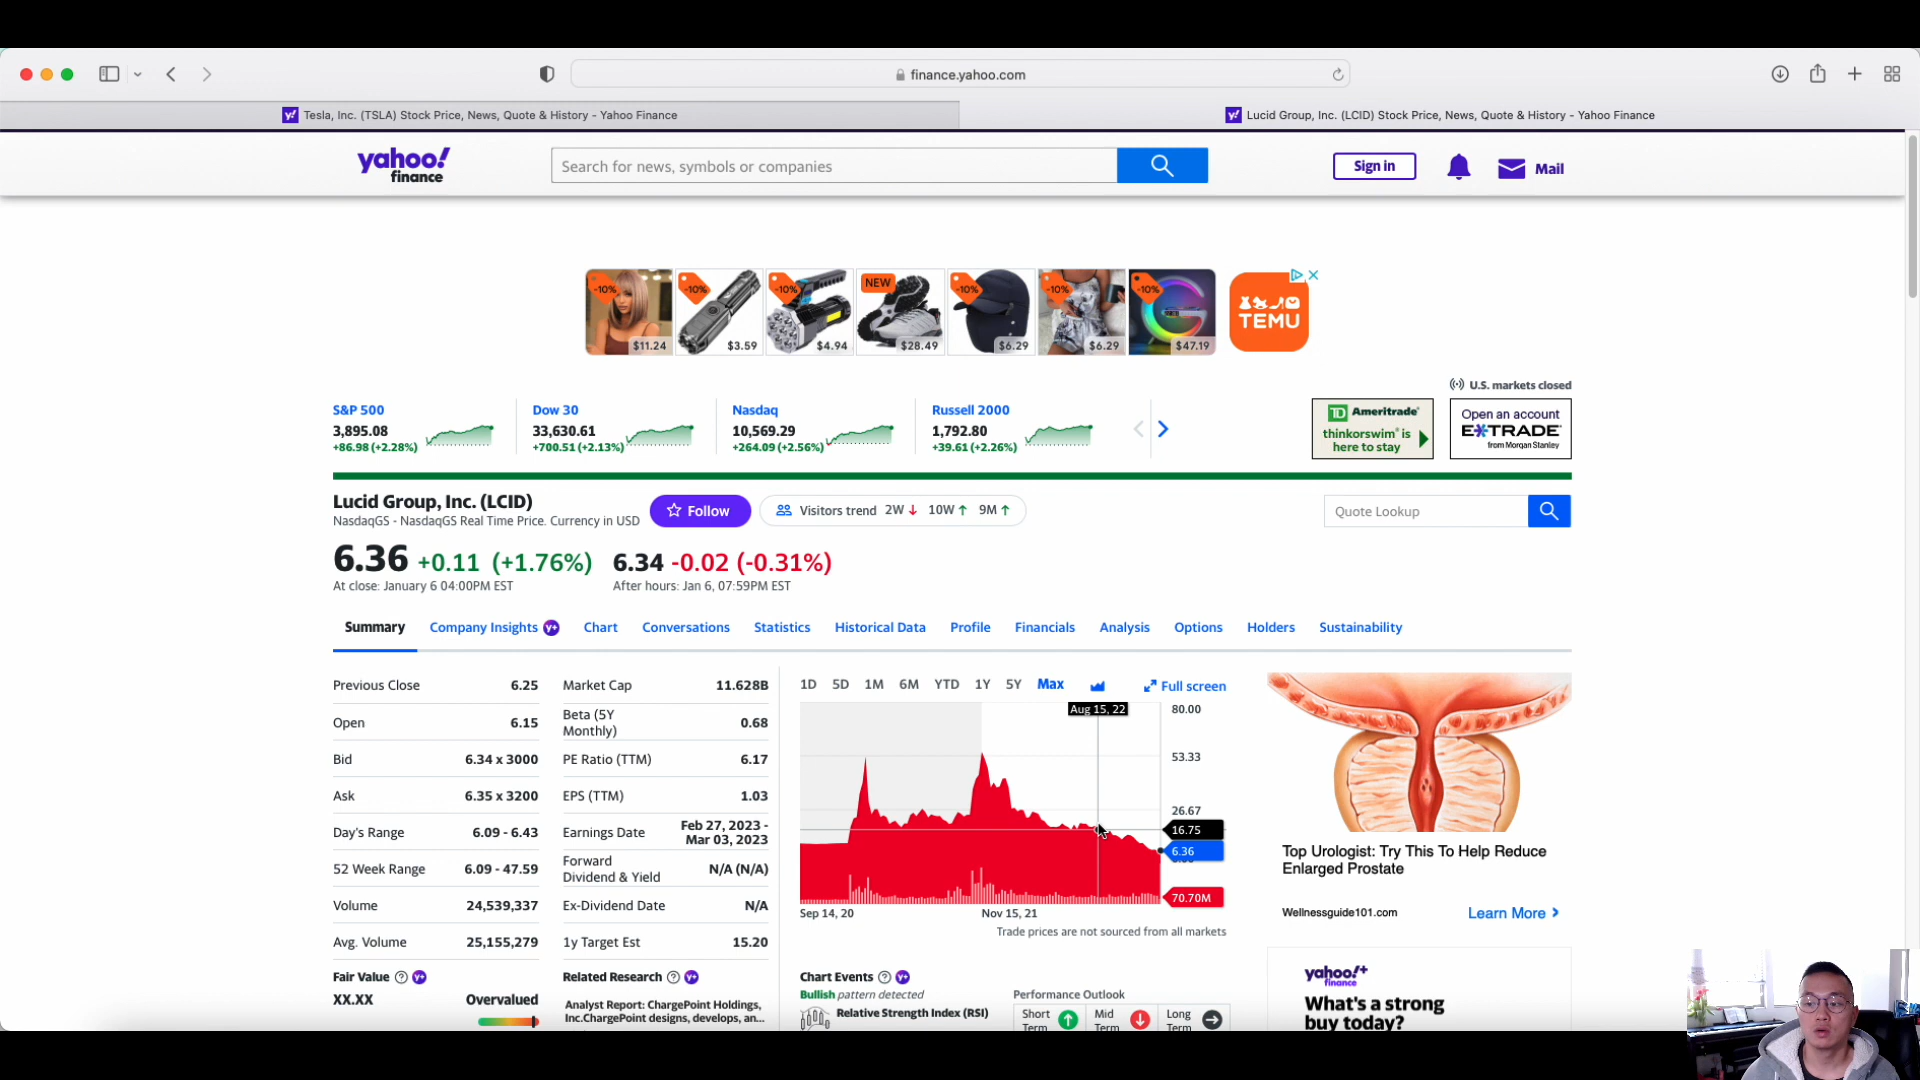 finance.yahoo.com
Tesla, Inc. (TSLA) Stock Price, News, Quote & History - Yahoo Finance
Lucid Group, Inc. (LCID) Stock Price, News, Quote & History - Yahoo Finance
yahoo!
finance
Search for news, symbols or companies
Sign in
Mail
-10%
-10%
-10%
NEW
-10%
-10%
-10%
$11.24
$3.59
$4.94
$28.49
$6.29
$6.29
$47.19
TEMU
U.S. markets closed
S&P 500
3,895.08
+86.98 (+2.28%)
Dow 30
33,630.61
+700.51 (+2.13%)
Nasdaq
10,569.29
+264.09 (+2.56%)
Russell 2000
1,792.80
+39.61 (+2.26%)
TD Ameritrade
thinkorswim® is
here to stay
Open an account
E*TRADE
from Morgan Stanley
Lucid Group, Inc. (LCID)
NasdaqGS - NasdaqGS Real Time Price. Currency in USD
Follow
Visitors trend 2W ↓ 10W ↑ 9M ↑
Quote Lookup
6.36 +0.11 (+1.76%)
At close: January 6 04:00PM EST
6.34 -0.02 (-0.31%)
After hours: Jan 6, 07:59PM EST
Summary Company Insights Y+ Chart Conversations Statistics Historical Data Profile Financials Analysis Options Holders Sustainability
Previous Close 6.25
Open 6.15
Bid 6.34 x 3000
Ask 6.35 x 3200
Day's Range 6.09 - 6.43
52 Week Range 6.09 - 47.59
Volume 24,539,337
Avg. Volume 25,155,279
Fair Value
XX.XX Overvalued
Market Cap 11.628B
Beta (5Y
Monthly) 0.68
PE Ratio (TTM) 6.17
EPS (TTM) 1.03
Earnings Date Feb 27, 2023 -
Mar 03, 2023
Forward
Dividend & Yield N/A (N/A)
Ex-Dividend Date N/A
1y Target Est 15.20
Related Research
Analyst Report: ChargePoint Holdings,
Inc.ChargePoint designs, develops, an...
1D 5D 1M 6M YTD 1Y 5Y Max
Full screen
Aug 15, 22
80.00
53.33
26.67
16.75
6.36
70.70M
Sep 14, 20
Nov 15, 21
Trade prices are not sourced from all markets
Chart Events
Bullish pattern detected
Relative Strength Index (RSI)
Performance Outlook
Short
Term
Mid
Term
Long
Term
Top Urologist: Try This To Help Reduce
Enlarged Prostate
Wellnessguide101.com
Learn More
yahoo!+
finance
What's a strong
buy today?